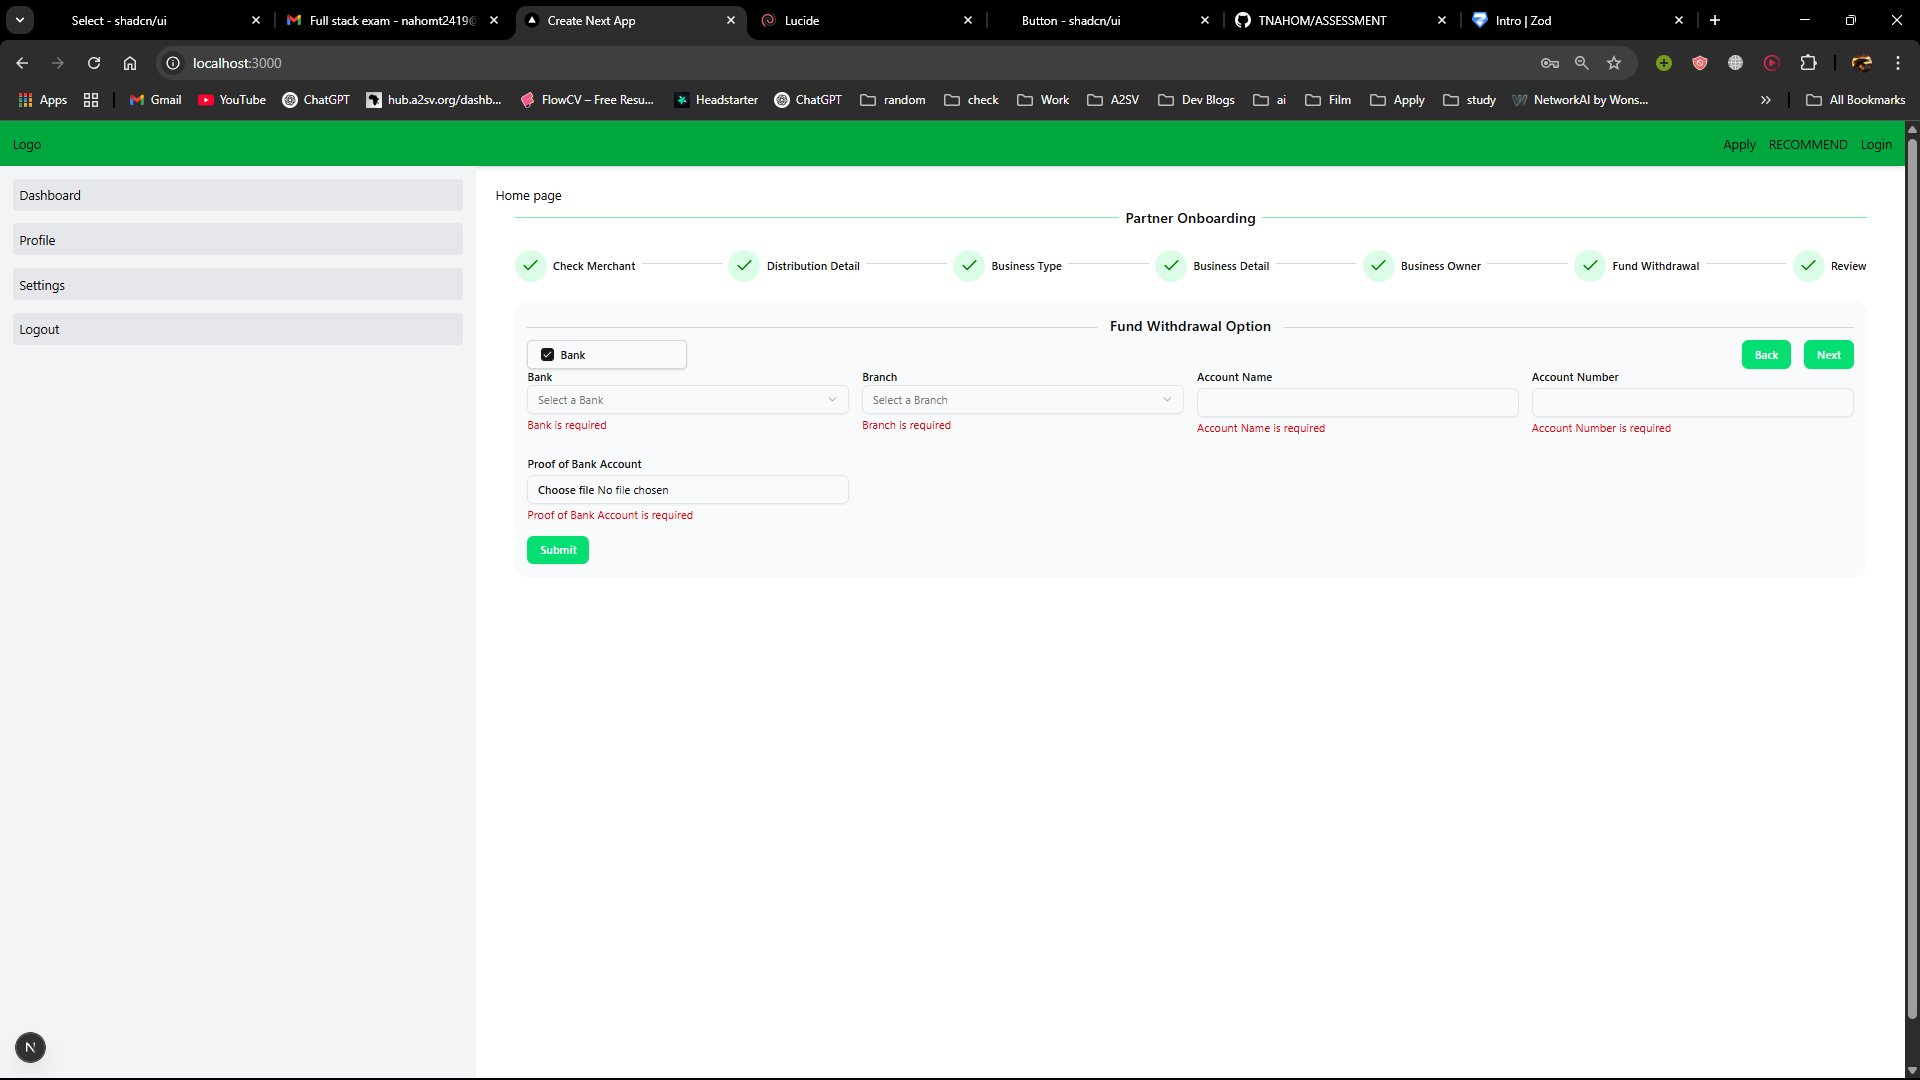 Select - shadcn/ui
Full stack exam - nahomt2419@
Create Next App
Lucide
Button - shadcn/ui
TNAHOM/ASSESSMENT
Intro | Zod
localhost:3000
Apps
Gmail
YouTube
ChatGPT
hub.a2sv.org/dashb...
FlowCV – Free Resu...
Headstarter
ChatGPT
random
check
Work
A2SV
Dev Blogs
ai
Film
Apply
study
NetworkAI by Wons...
All Bookmarks
Logo
Apply
RECOMMEND
Login
Dashboard
Profile
Settings
Logout
Home page
Partner Onboarding
Check Merchant
Distribution Detail
Business Type
Business Detail
Business Owner
Fund Withdrawal
Review
Fund Withdrawal Option
Bank
Back
Next
Bank
Branch
Account Name
Account Number
Select a Bank
Select a Branch
Bank is required
Branch is required
Account Name is required
Account Number is required
Proof of Bank Account
Choose file No file chosen
Proof of Bank Account is required
Submit
N